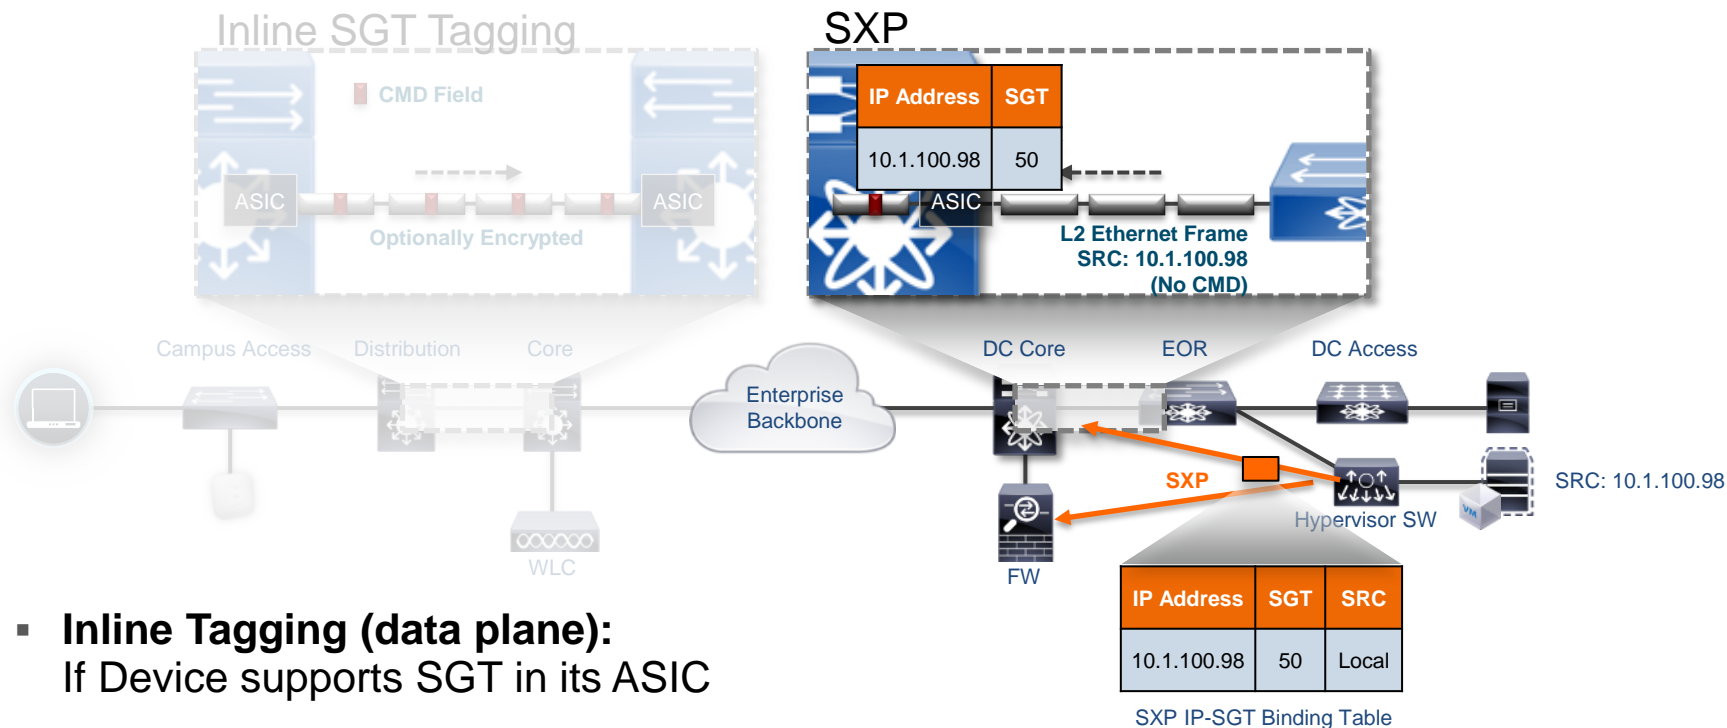 Inline SGT Tagging
SXP
CMD Field
IP Address SGT
10.1.100.98 50
ASIC
ASIC
ASIC
Optionally Encrypted
L2 Ethernet Frame
SRC: 10.1.100.98
(No CMD)
Campus Access
Distribution
Core
DC Core
EOR
DC Access
Enterprise
Backbone
SXP
SRC: 10.1.100.98
VM
Hypervisor SW
WLC
FW
IP Address SGT SRC
10.1.100.98 50 Local
SXP IP-SGT Binding Table
▪ Inline Tagging (data plane):
If Device supports SGT in its ASIC